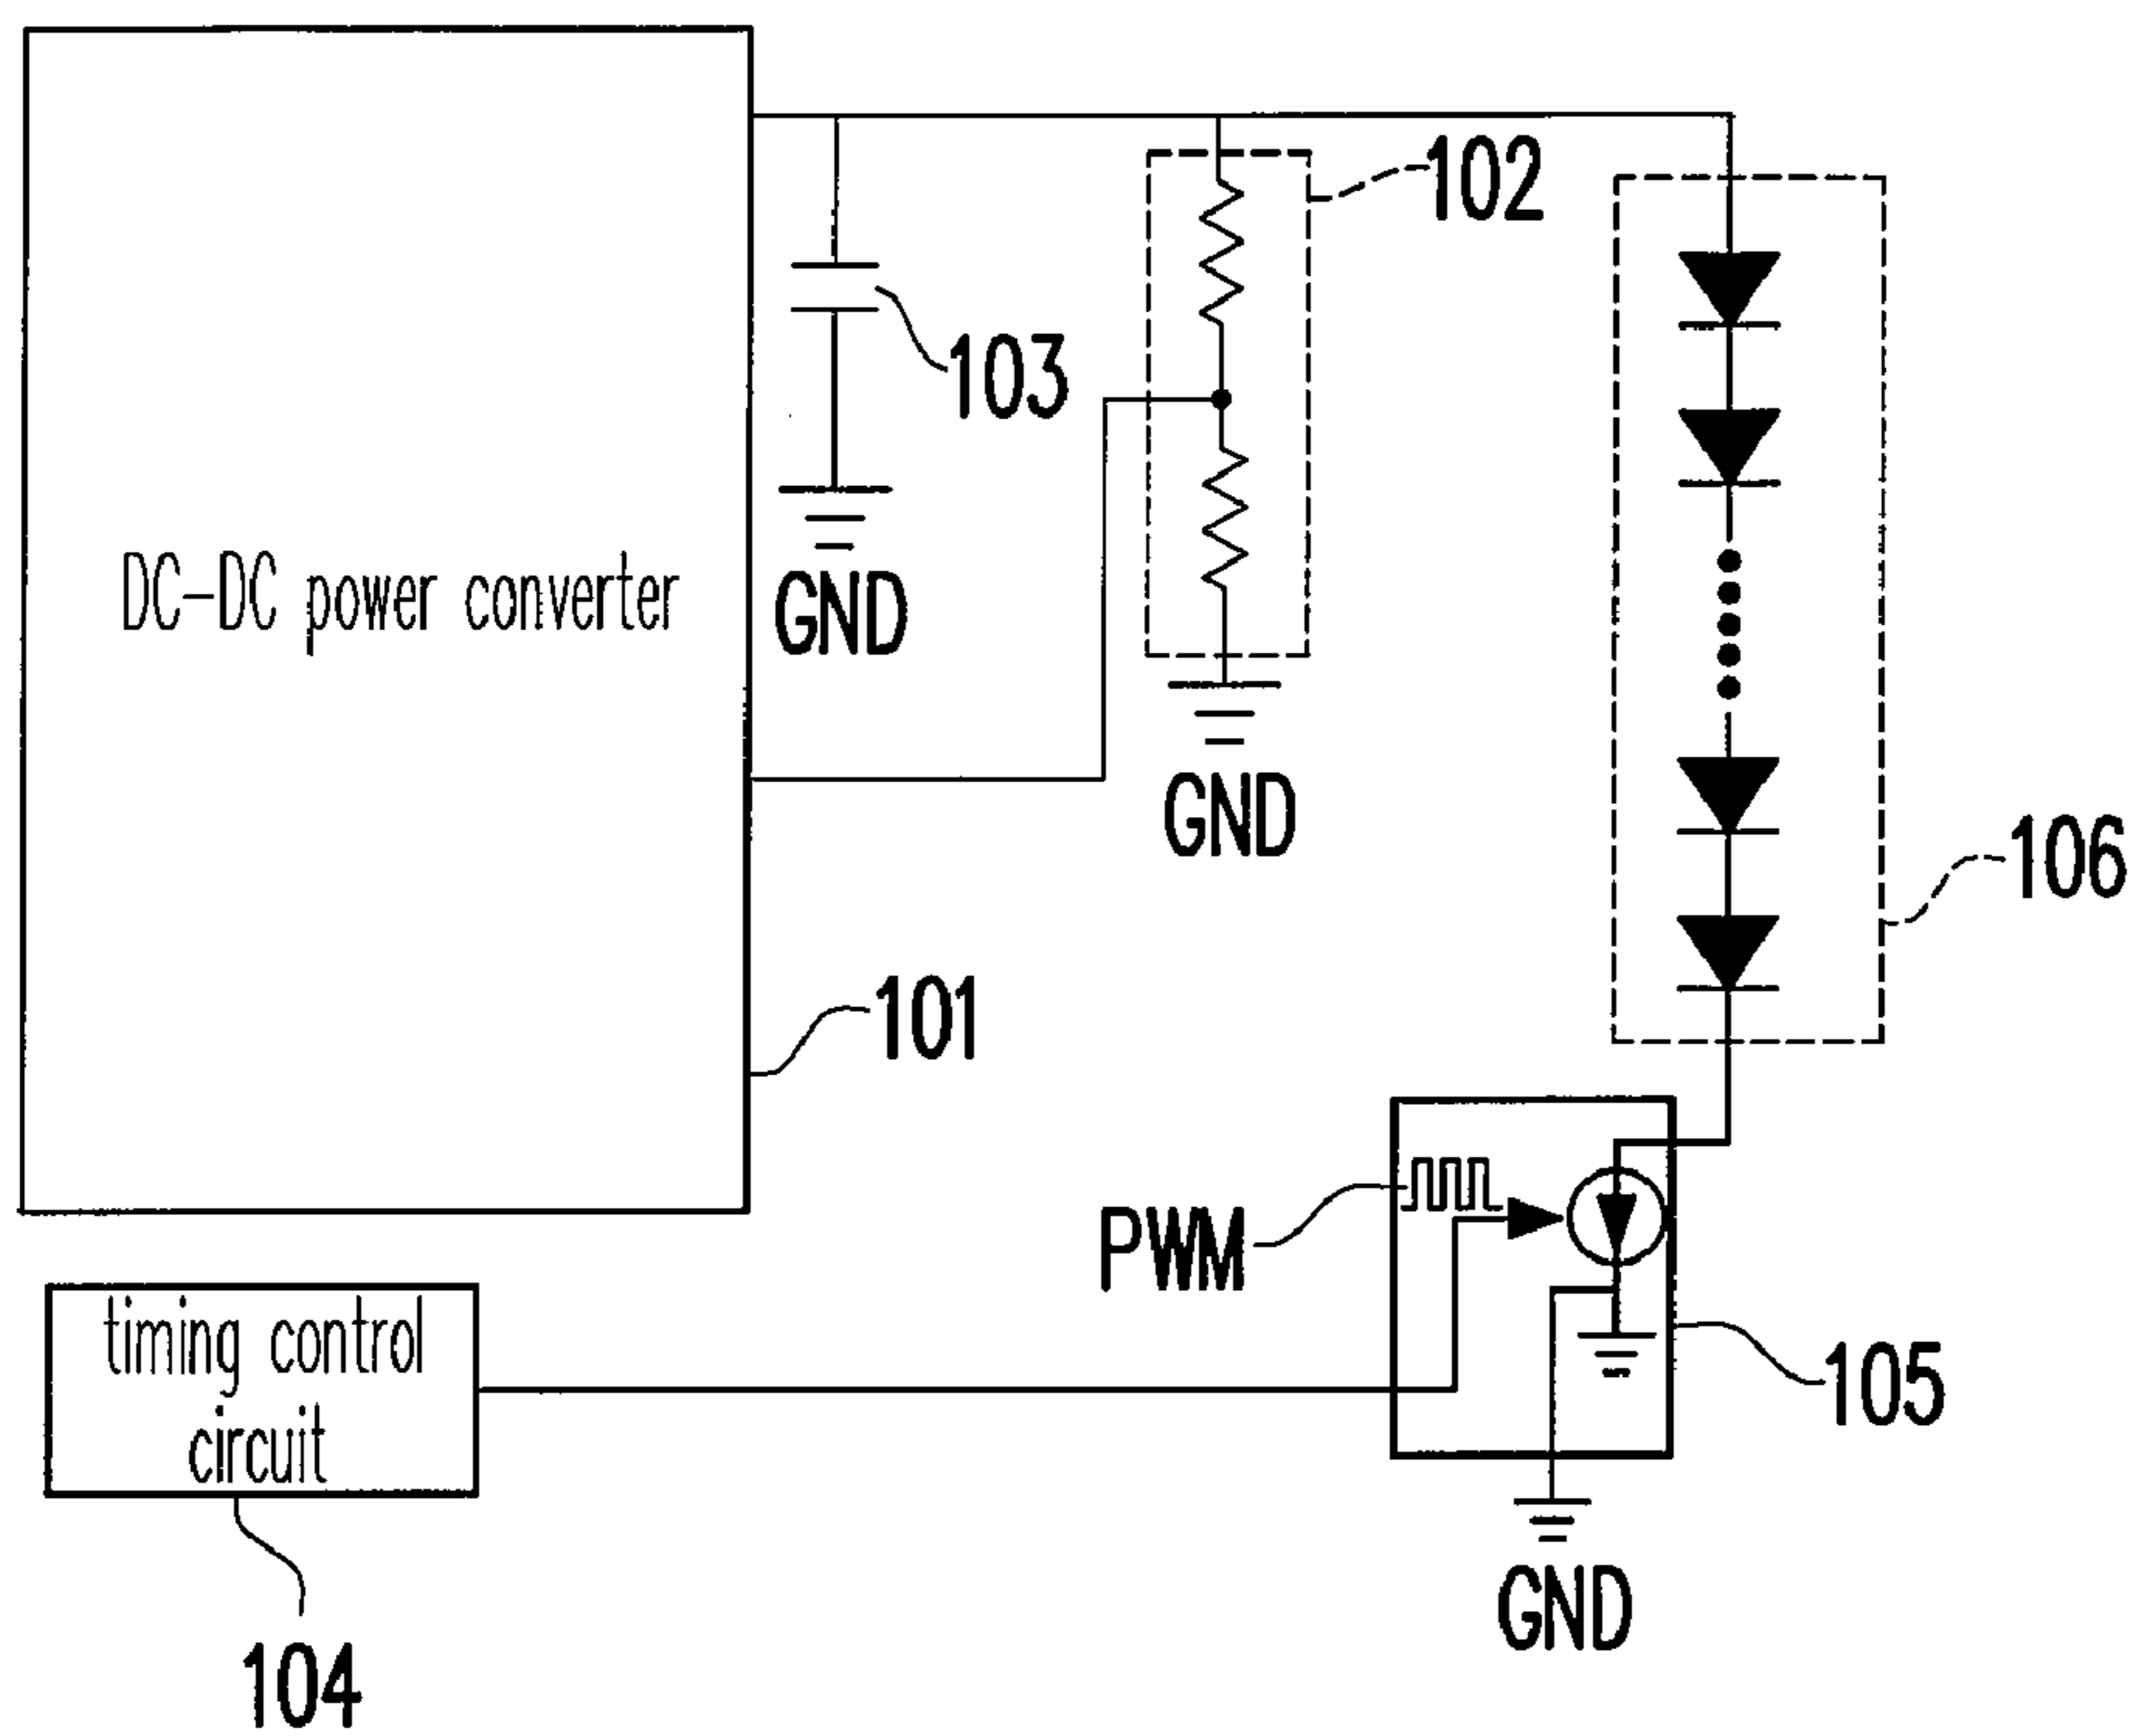 102
103
DC-DC power converter
GND
GND
106
101
PWM
timing control
circuit
105
GND
104